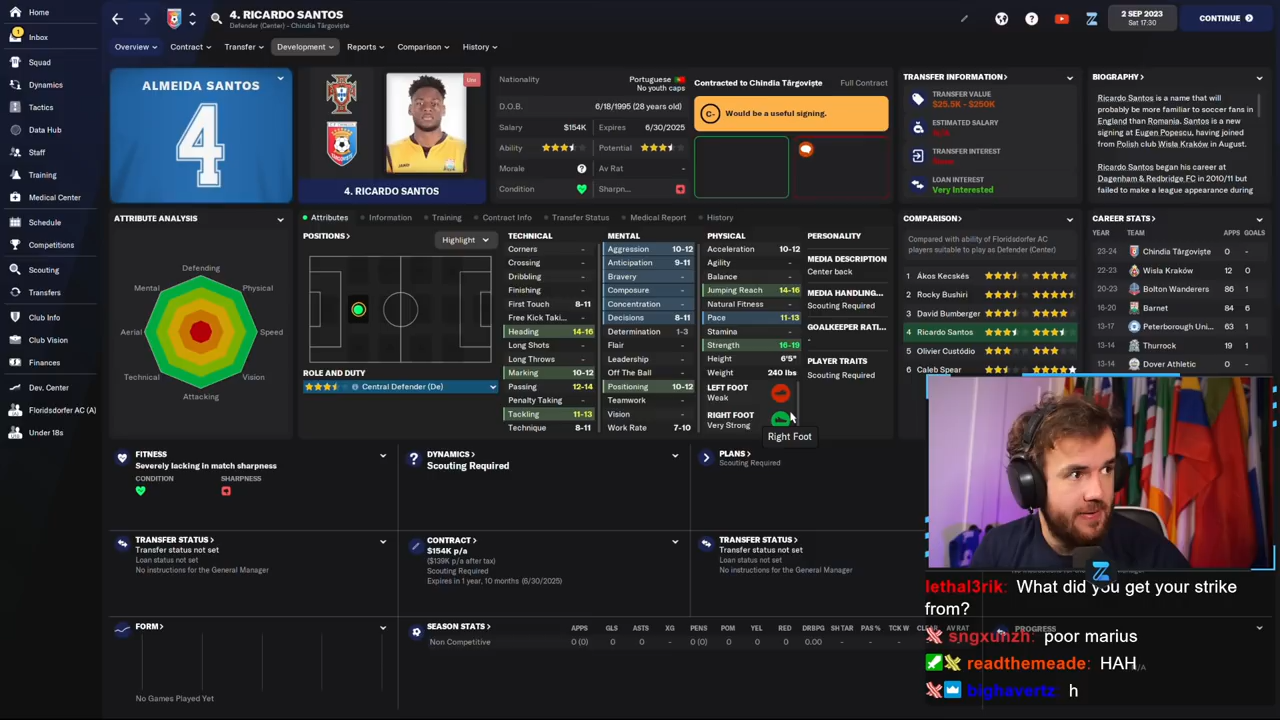 Home
Inbox
1
Squad
Dynamics
Tactics
Data Hub
Staff
Training
Medical Center
Schedule
Competitions
Scouting
Transfers
Club Info
Club Vision
Finances
Dev. Center
Floridsdorfer AC (A)
Under 18s
4. RICARDO SANTOS
Defender (Center) - Chindia Târgoviște
2 SEP 2023
Sat 17:30
CONTINUE
Overview
Contract
Transfer
Development
Reports
Comparison
History
ALMEIDA SANTOS
4
Unv
4. RICARDO SANTOS
Nationality Portuguese
No youth caps
D.O.B. 6/18/1995 (28 years old)
Salary $154K Expires 6/30/2025
Ability Potential
Morale Av Rat -
Condition Sharpn...
Contracted to Chindia Târgoviște Full Contract
C- Would be a useful signing.
TRANSFER INFORMATION
TRANSFER VALUE
$25.5K - $250K
ESTIMATED SALARY
TRANSFER INTEREST
LOAN INTEREST
Very Interested
BIOGRAPHY
Ricardo Santos is a name that will
probably be more familiar to soccer fans in
England than Romania. Santos is a new
signing at Eugen Popescu, having joined
from Polish club Wisła Kraków in August.
Ricardo Santos began his career at
Dagenham & Redbridge FC in 2010/11 but
failed to make a league appearance during
ATTRIBUTE ANALYSIS
Defending
Mental
Physical
Aerial
Speed
Technical
Vision
Attacking
Attributes
Information
Training
Contract Info
Transfer Status
Medical Report
History
POSITIONS
Highlight
ROLE AND DUTY
Central Defender (De)
TECHNICAL
Corners -
Crossing -
Dribbling -
Finishing -
First Touch 8-11
Free Kick Taki... -
Heading 14-16
Long Shots -
Long Throws -
Marking 10-12
Passing 12-14
Penalty Taking -
Tackling 11-13
Technique 8-11
MENTAL
Aggression 10-12
Anticipation 9-11
Bravery -
Composure -
Concentration -
Decisions 8-11
Determination 1-3
Flair -
Leadership -
Off The Ball -
Positioning 10-12
Teamwork -
Vision -
Work Rate 7-10
PHYSICAL
Acceleration 10-12
Agility -
Balance -
Jumping Reach 14-16
Natural Fitness -
Pace 11-13
Stamina -
Strength 16-19
Height 6'5"
Weight 240 lbs
LEFT FOOT
Weak
RIGHT FOOT
Very Strong
Right Foot
PERSONALITY
-
MEDIA DESCRIPTION
Center back
MEDIA HANDLING...
Scouting Required
GOALKEEPER RATI...
-
PLAYER TRAITS
Scouting Required
COMPARISON
Compared with ability of Floridsdorfer AC
players suitable to play as Defender (Center)
1 Ákos Kecskés
2 Rocky Bushiri
3 David Bumberger
4 Ricardo Santos
5 Olivier Custódio
6 Caleb Spear
CAREER STATS
YEAR TEAM APPS GOALS
23-24 Chindia Târgoviște 0 -
22-23 Wisła Kraków 12 0
20-23 Bolton Wanderers 86 1
16-20 Barnet 84 6
13-17 Peterborough Uni... 63 1
13-14 Thurrock 19 1
13-14 Dover Athletic
FITNESS
Severely lacking in match sharpness
CONDITION SHARPNESS
DYNAMICS
Scouting Required
PLANS
Scouting Required
TRANSFER STATUS
Transfer status not set
Loan status not set
No instructions for the General Manager
CONTRACT
$154K p/a
($139K p/a after tax)
Scouting Required
Expires in 1 year, 10 months (6/30/2025)
TRANSFER STATUS
Transfer status not set
Loan status not set
No instructions for the General Manager
FORM
No Games Played Yet
SEASON STATS
APPS GLS ASTS XG PENS POM YEL RED DRBPG SH TAR PAS % TCK W CLEAR AV RAT
Non Competitive 0 (0) 0 0 - 0 (0) 0 0 0 0.00 - - - -
PROGRESS
N/A
lethal3rik: What did you get your strike
from?
sngxunzh: poor marius
readthemeade: HAH
bighavertz: h